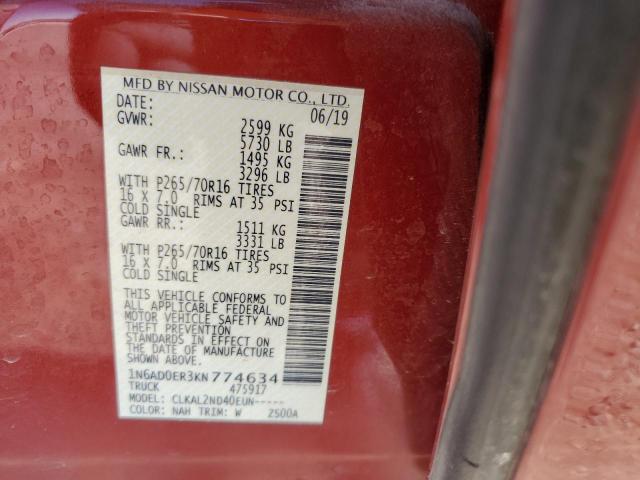 MFD BY NISSAN MOTOR CO., LTD.
DATE: 06/19
GVWR: 2599 KG
5730 LB
GAWR FR.: 1495 KG
3296 LB
WITH P265/70R16 TIRES
16 X 7.0 RIMS AT 35 PSI
COLD SINGLE
GAWR RR.: 1511 KG
3331 LB
WITH P265/70R16 TIRES
16 X 7.0 RIMS AT 35 PSI
COLD SINGLE
THIS VEHICLE CONFORMS TO
ALL APPLICABLE FEDERAL
MOTOR VEHICLE SAFETY AND
THEFT PREVENTION
STANDARDS IN EFFECT ON
THE DATE OF MANUFACTURE
SHOWN ABOVE.
1N6AD0ER3KN774634
TRUCK 475917
MODEL: CLKAL2ND40EUN-----
COLOR: NAH TRIM: W 2500A